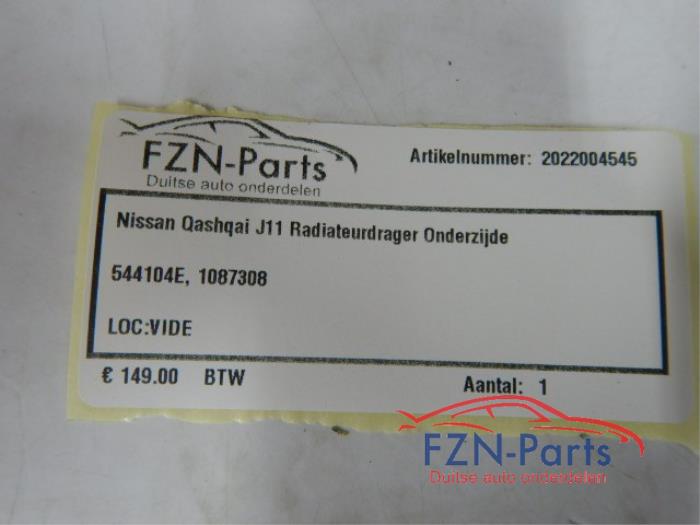 FZN-Parts
Duitse auto onderdelen
Artikelnummer: 2022004545
Nissan Qashqai J11 Radiateurdrager Onderzijde
544104E, 1087308
LOC:VIDE
€ 149.00 BTW
Aantal: 1
FZN-Parts
Duitse auto onderdelen